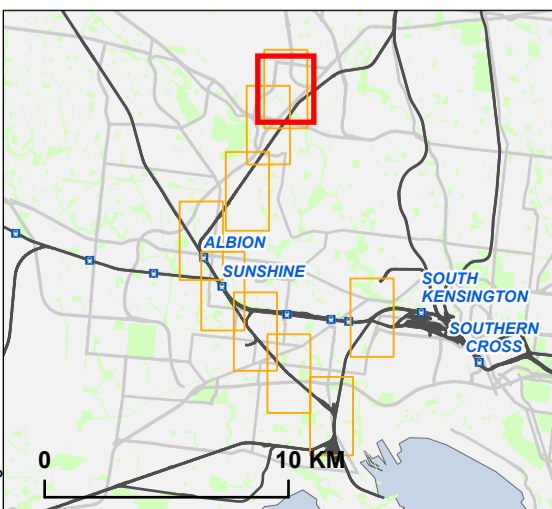 ALBION
SUNSHINE
SOUTH
KENSINGTON
SOUTHERN
CROSS
0 10 KM